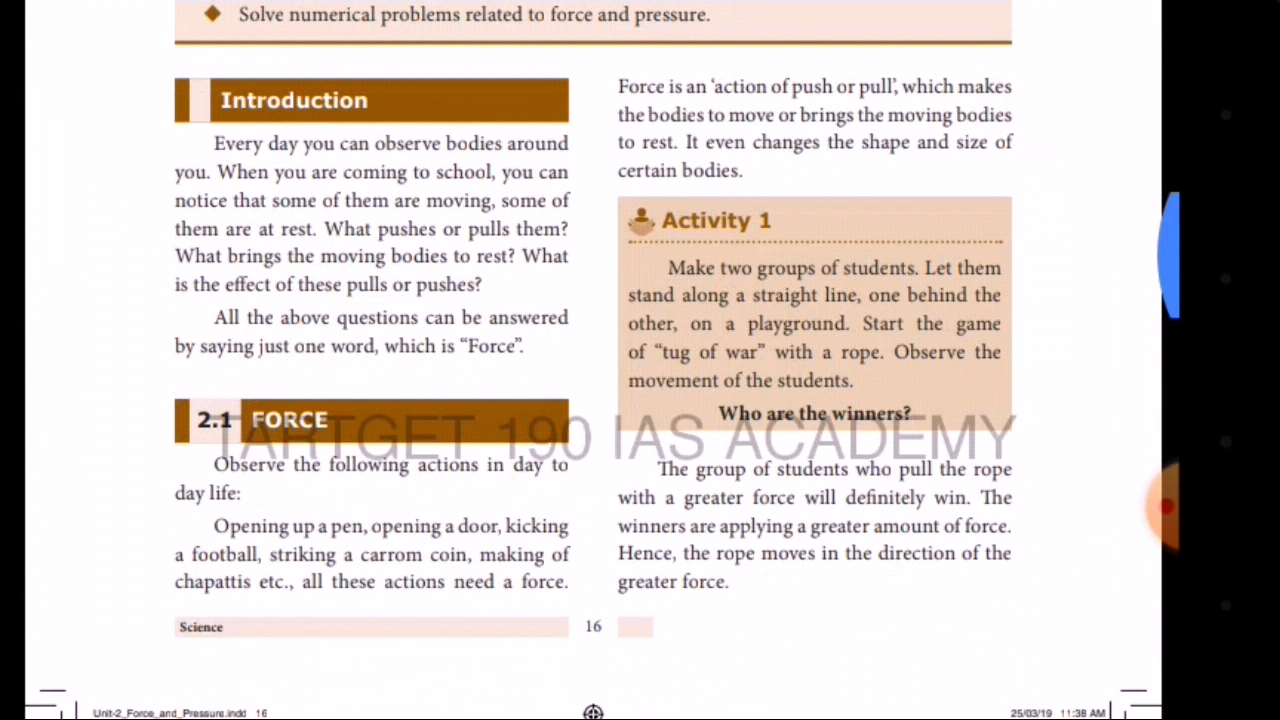 Solve numerical problems related to force and pressure.
Introduction
Every day you can observe bodies around
you. When you are coming to school, you can
notice that some of them are moving, some of
them are at rest. What pushes or pulls them?
What brings the moving bodies to rest? What
is the effect of these pulls or pushes?
All the above questions can be answered
by saying just one word, which is “Force”.
2.1 FORCE
Observe the following actions in day to
day life:
Opening up a pen, opening a door, kicking
a football, striking a carrom coin, making of
chapattis etc., all these actions need a force.
Force is an ‘action of push or pull’, which makes
the bodies to move or brings the moving bodies
to rest. It even changes the shape and size of
certain bodies.
Activity 1
Make two groups of students. Let them
stand along a straight line, one behind the
other, on a playground. Start the game
of “tug of war” with a rope. Observe the
movement of the students.
Who are the winners?
TARTGET 190 IAS ACADEMY
The group of students who pull the rope
with a greater force will definitely win. The
winners are applying a greater amount of force.
Hence, the rope moves in the direction of the
greater force.
Science
16
Unit-2_Force_and_Pressure.indd 16
25/03/19 11:38 AM